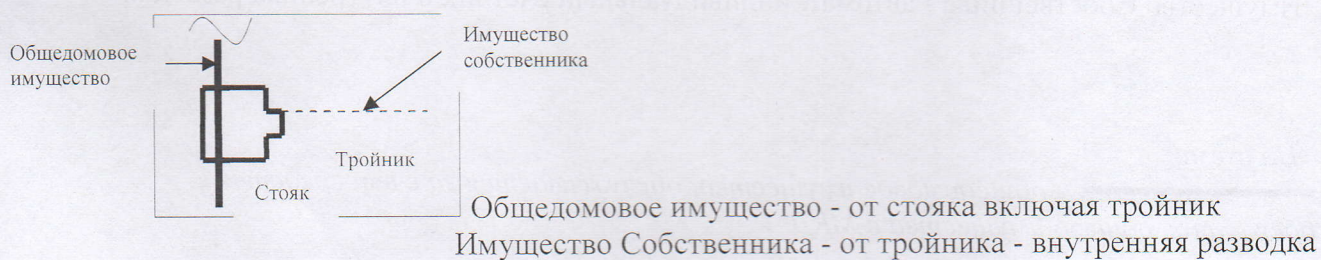 Общедомовое
имущество
Имущество
собственника
Тройник
Стояк
Общедомовое имущество - от стояка включая тройник
Имущество Собственника - от тройника - внутренняя разводка